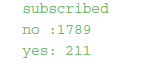 subscribed
no :1789
yes: 211